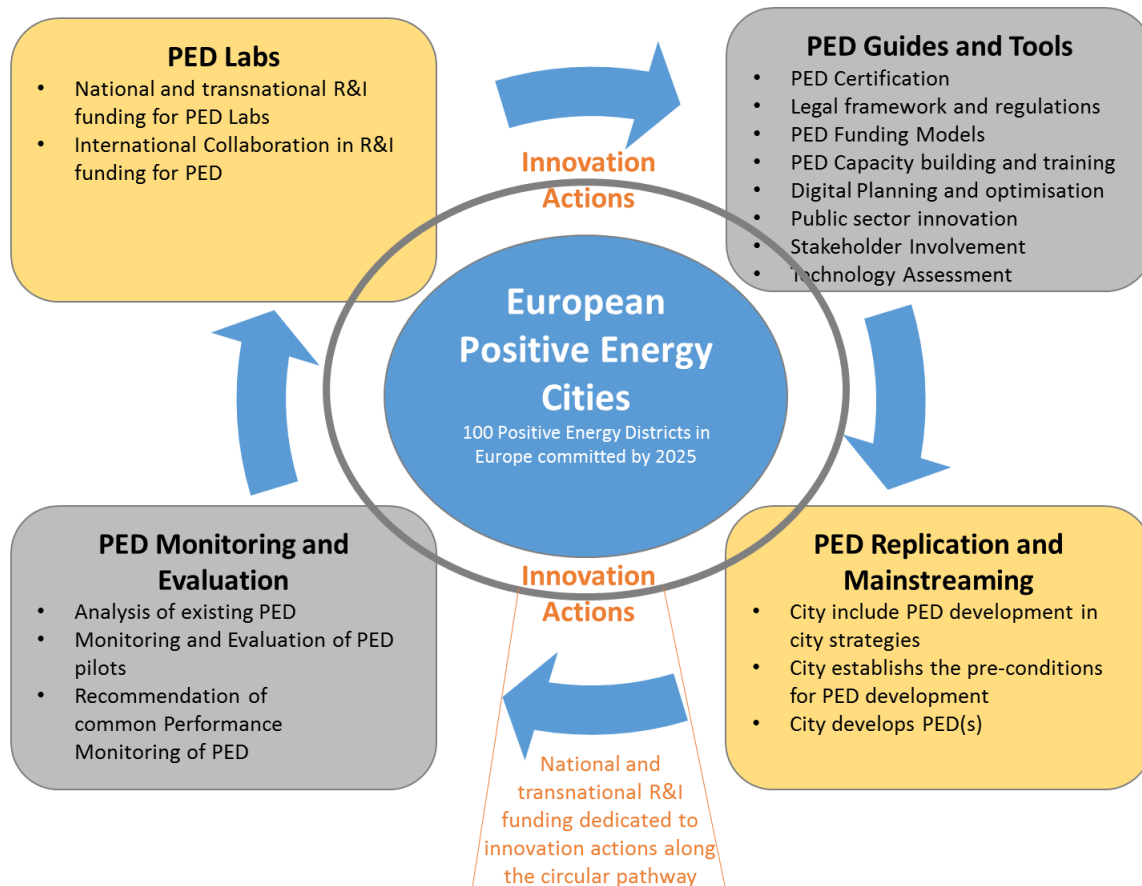 PED Labs
• National and transnational R&I
funding for PED Labs
• International Collaboration in R&I
funding for PED
PED Guides and Tools
• PED Certification
• Legal framework and regulations
• PED Funding Models
• PED Capacity building and training
• Digital Planning and optimisation
• Public sector innovation
• Stakeholder Involvement
• Technology Assessment
Innovation
Actions
European
Positive Energy
Cities
100 Positive Energy Districts in
Europe committed by 2025
PED Monitoring and
Evaluation
• Analysis of existing PED
• Monitoring and Evaluation of PED
pilots
• Recommendation of
common Performance
Monitoring of PED
Innovation
Actions
PED Replication and
Mainstreaming
• City include PED development in
city strategies
• City establishs the pre-conditions
for PED development
• City develops PED(s)
National and
transnational R&I
funding dedicated to
innovation actions along
the circular pathway